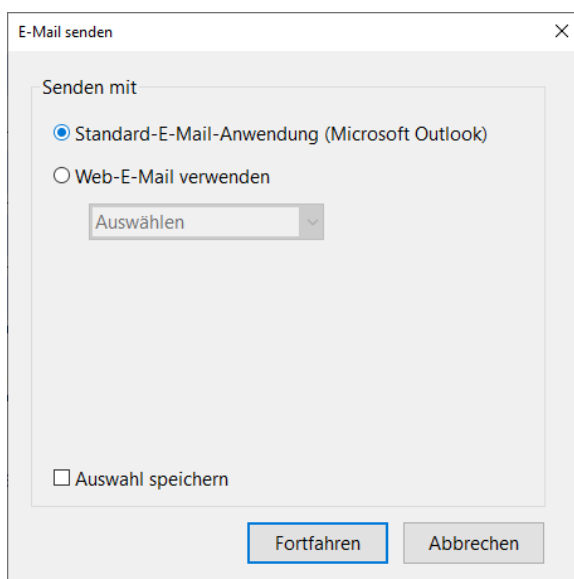 E-Mail senden
Senden mit
Standard-E-Mail-Anwendung (Microsoft Outlook)
Web-E-Mail verwenden
Auswählen
Auswahl speichern
Fortfahren
Abbrechen